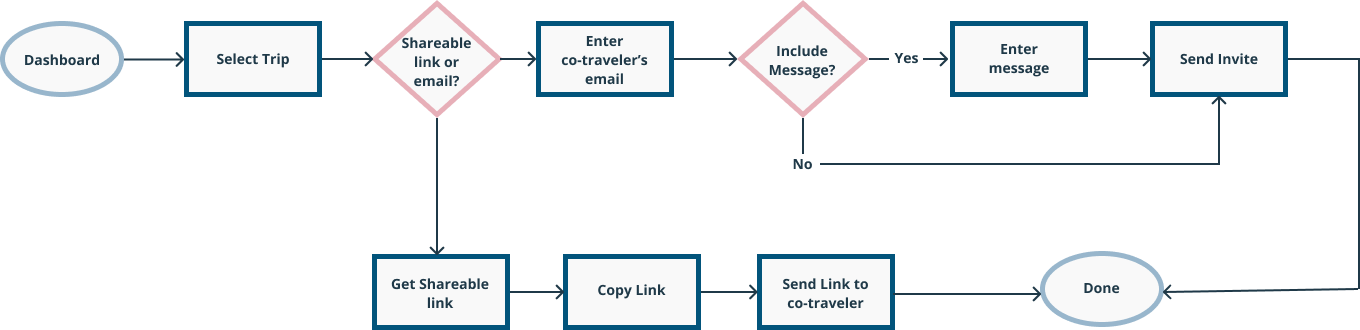 Dashboard
Select Trip
Shareable
link or
email?
Enter
co-traveler’s
email
Include
Message?
Yes
Enter
message
Send Invite
No
Get Shareable
link
Copy Link
Send Link to
co-traveler
Done